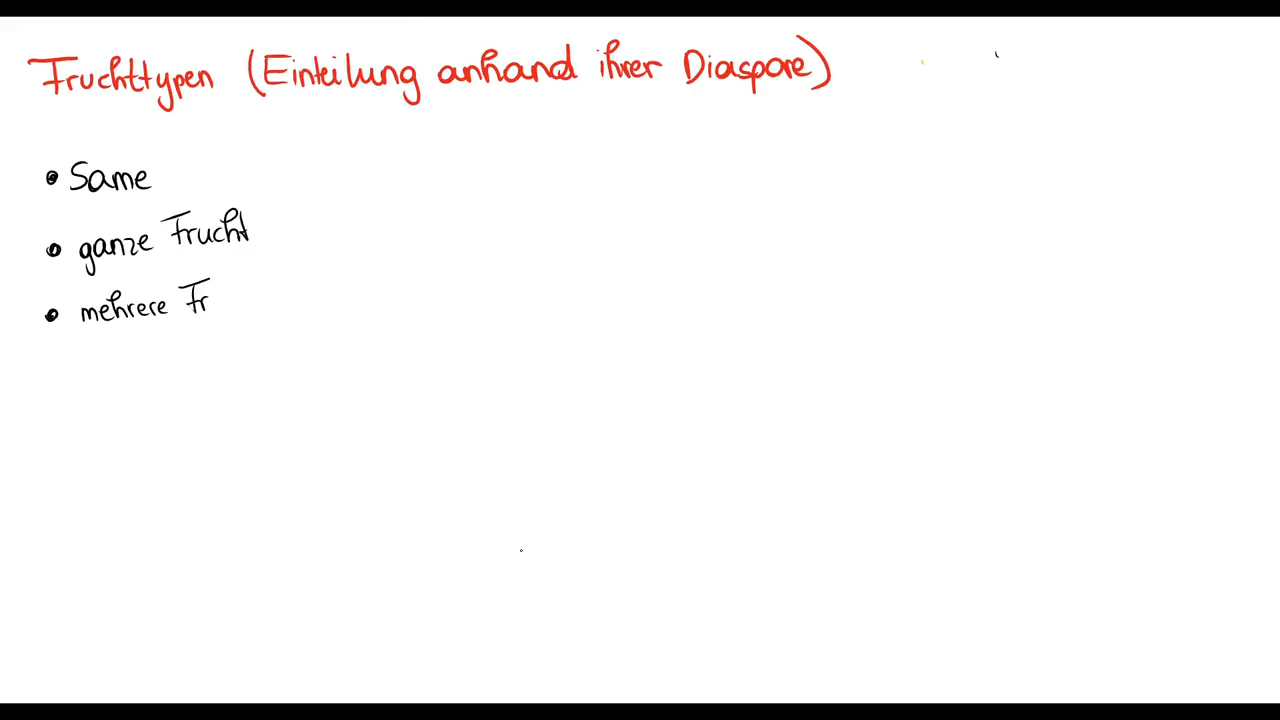 Fruchttypen (Einteilung anhand ihrer Diaspore)
• Same
• ganze Frucht
• mehrere Fr